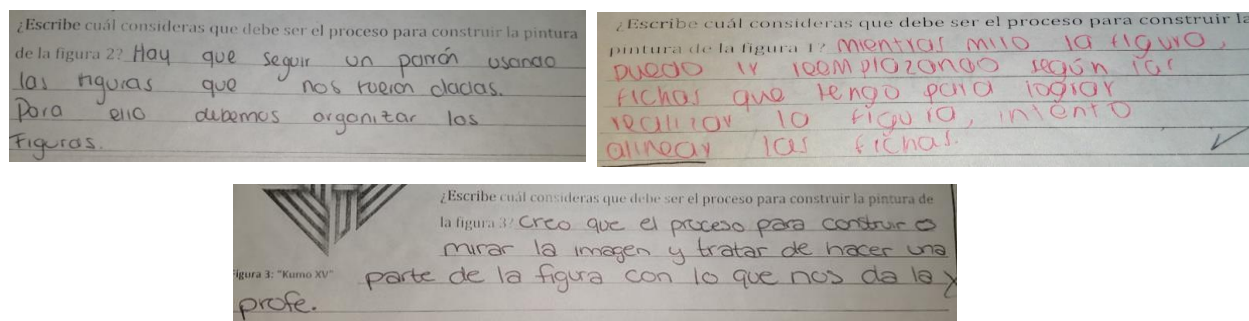 ¿Escribe cuál consideras que debe ser el proceso para construir la pintura
de la figura 2? Hay que seguir un patrón usando
las figuras que nos fueron dadas.
Para ello debemos organizar las
Figuras.
¿Escribe cuál consideras que debe ser el proceso para construir la
pintura de la figura 1? mientras miro la figura,
puedo ir reemplazando según las
fichas que tengo para lograr
realizar la figura, intento
alinear las fichas.
¿Escribe cuál consideras que debe ser el proceso para construir la pintura de
la figura 3? Creo que el proceso para construir es
mirar la imagen y tratar de hacer una
Figura 3: "Kumo XV" parte de la figura con lo que nos da la
profe.